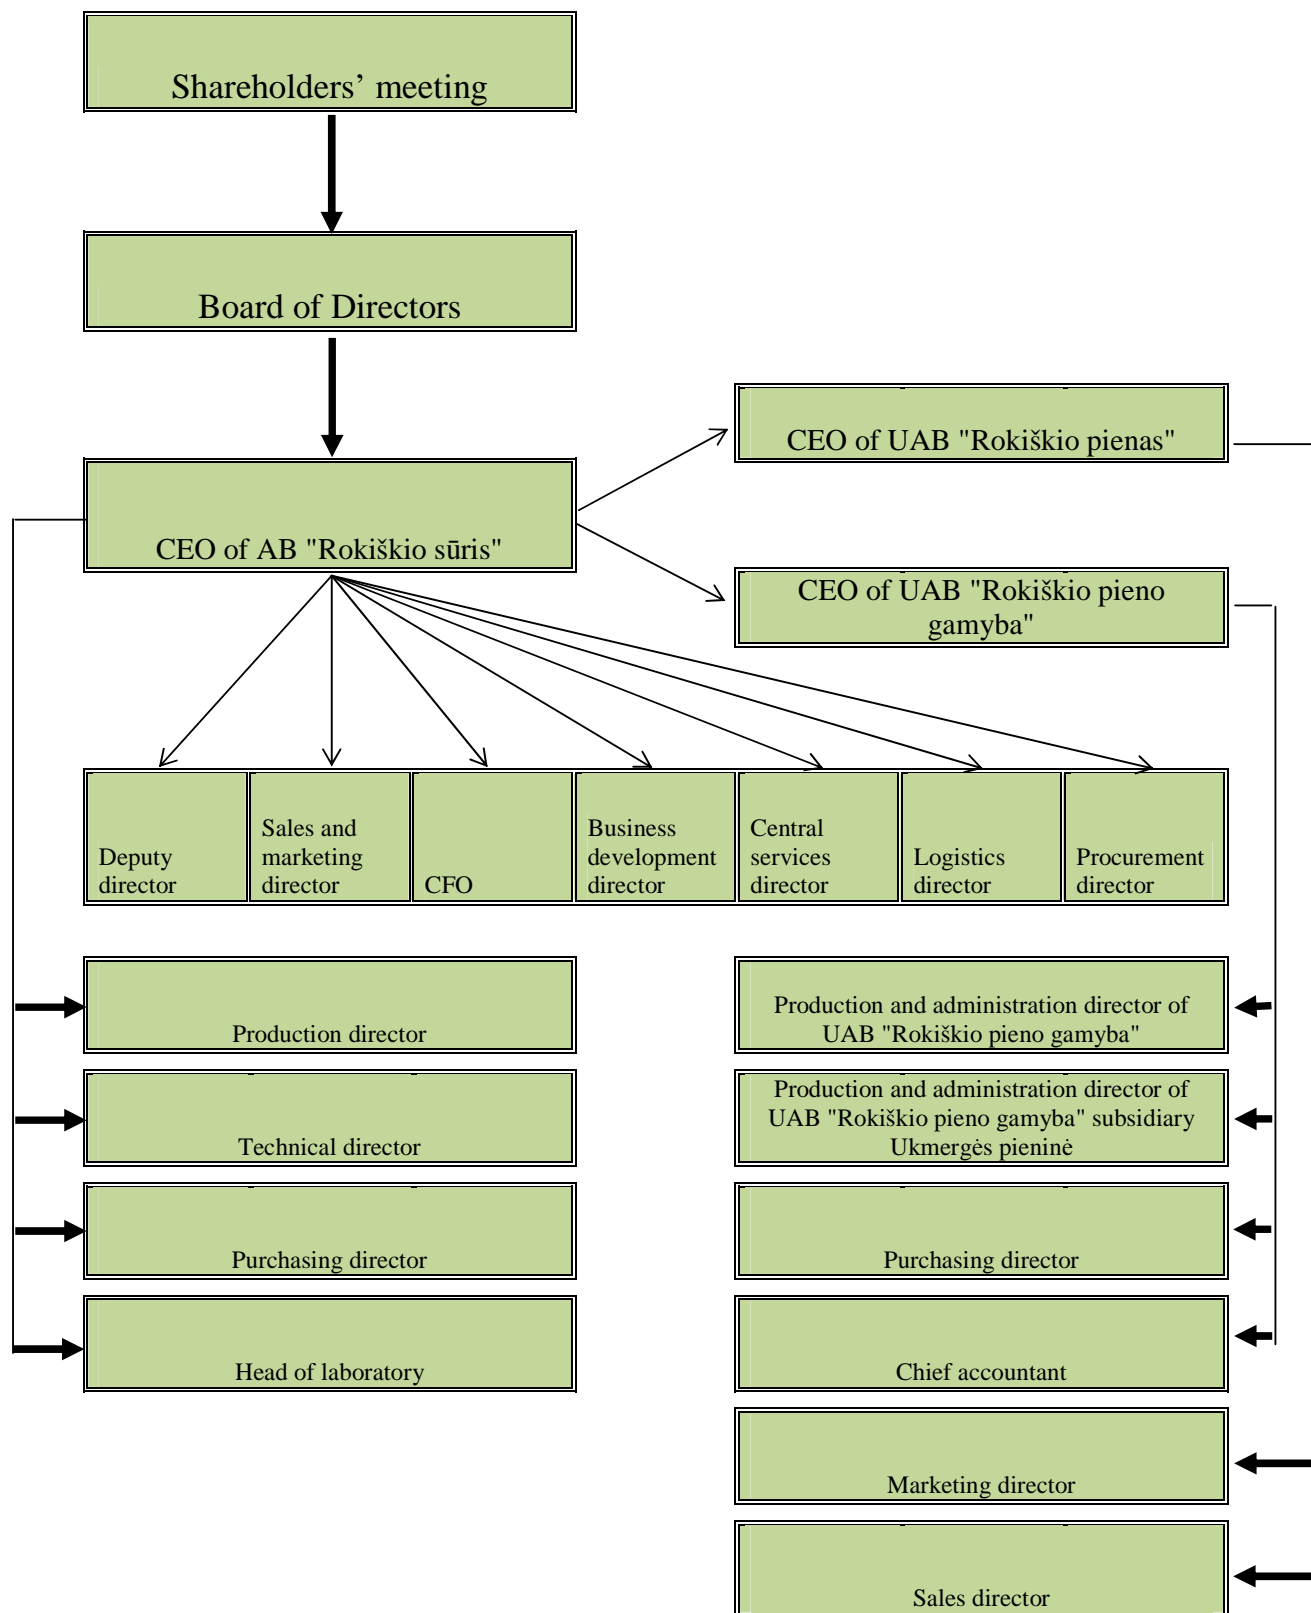 Shareholders’ meeting
Board of Directors
CEO of UAB "Rokiškio pienas"
CEO of AB "Rokiškio sūris"
CEO of UAB "Rokiškio pieno
gamyba"
Deputy
director
Sales and
marketing
director
CFO
Business
development
director
Central
services
director
Logistics
director
Procurement
director
Production director
Production and administration director of
UAB "Rokiškio pieno gamyba"
Technical director
Production and administration director of
UAB "Rokiškio pieno gamyba" subsidiary
Ukmergės pieninė
Purchasing director
Purchasing director
Head of laboratory
Chief accountant
Marketing director
Sales director